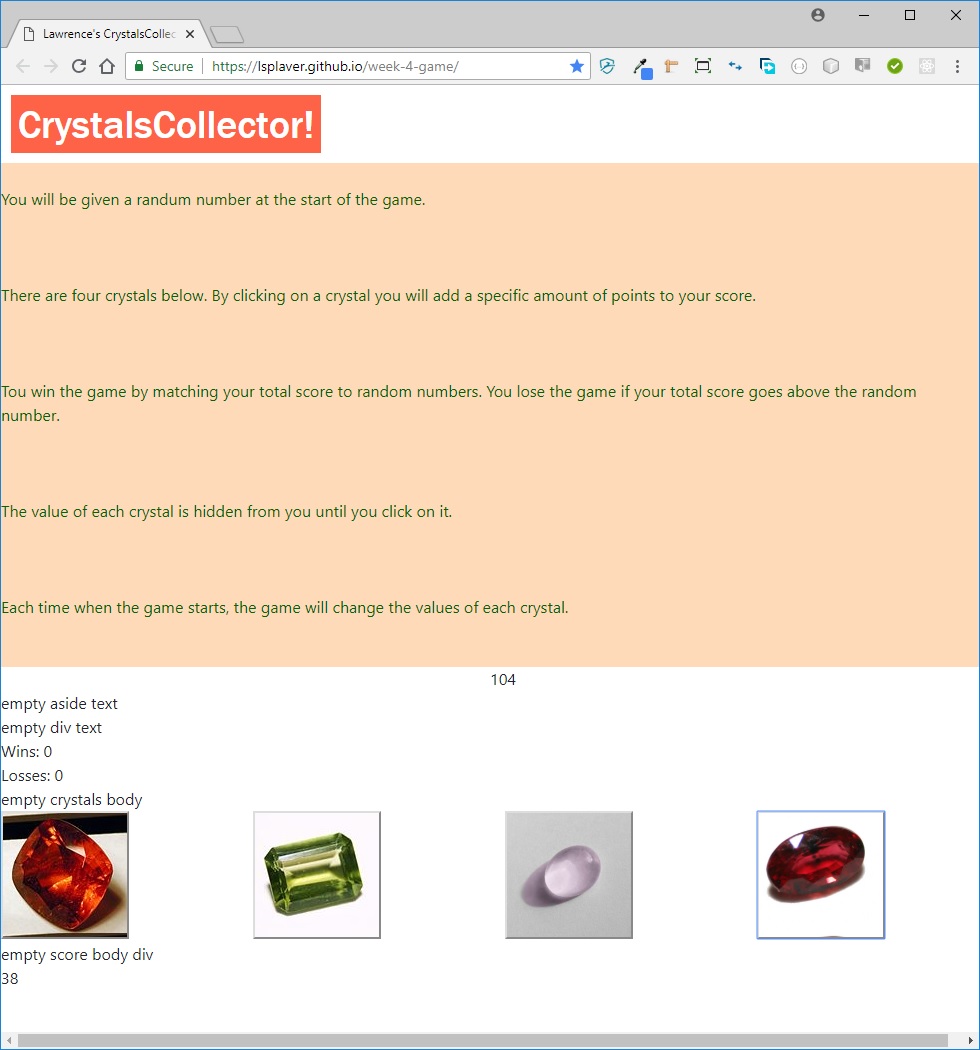 Lawrence's CrystalsCollec
Secure https://lsplaver.github.io/week-4-game/
CrystalsCollector!
You will be given a randum number at the start of the game.
There are four crystals below. By clicking on a crystal you will add a specific amount of points to your score.
Tou win the game by matching your total score to random numbers. You lose the game if your total score goes above the random
number.
The value of each crystal is hidden from you until you click on it.
Each time when the game starts, the game will change the values of each crystal.
104
empty aside text
empty div text
Wins: 0
Losses: 0
empty crystals body
empty score body div
38